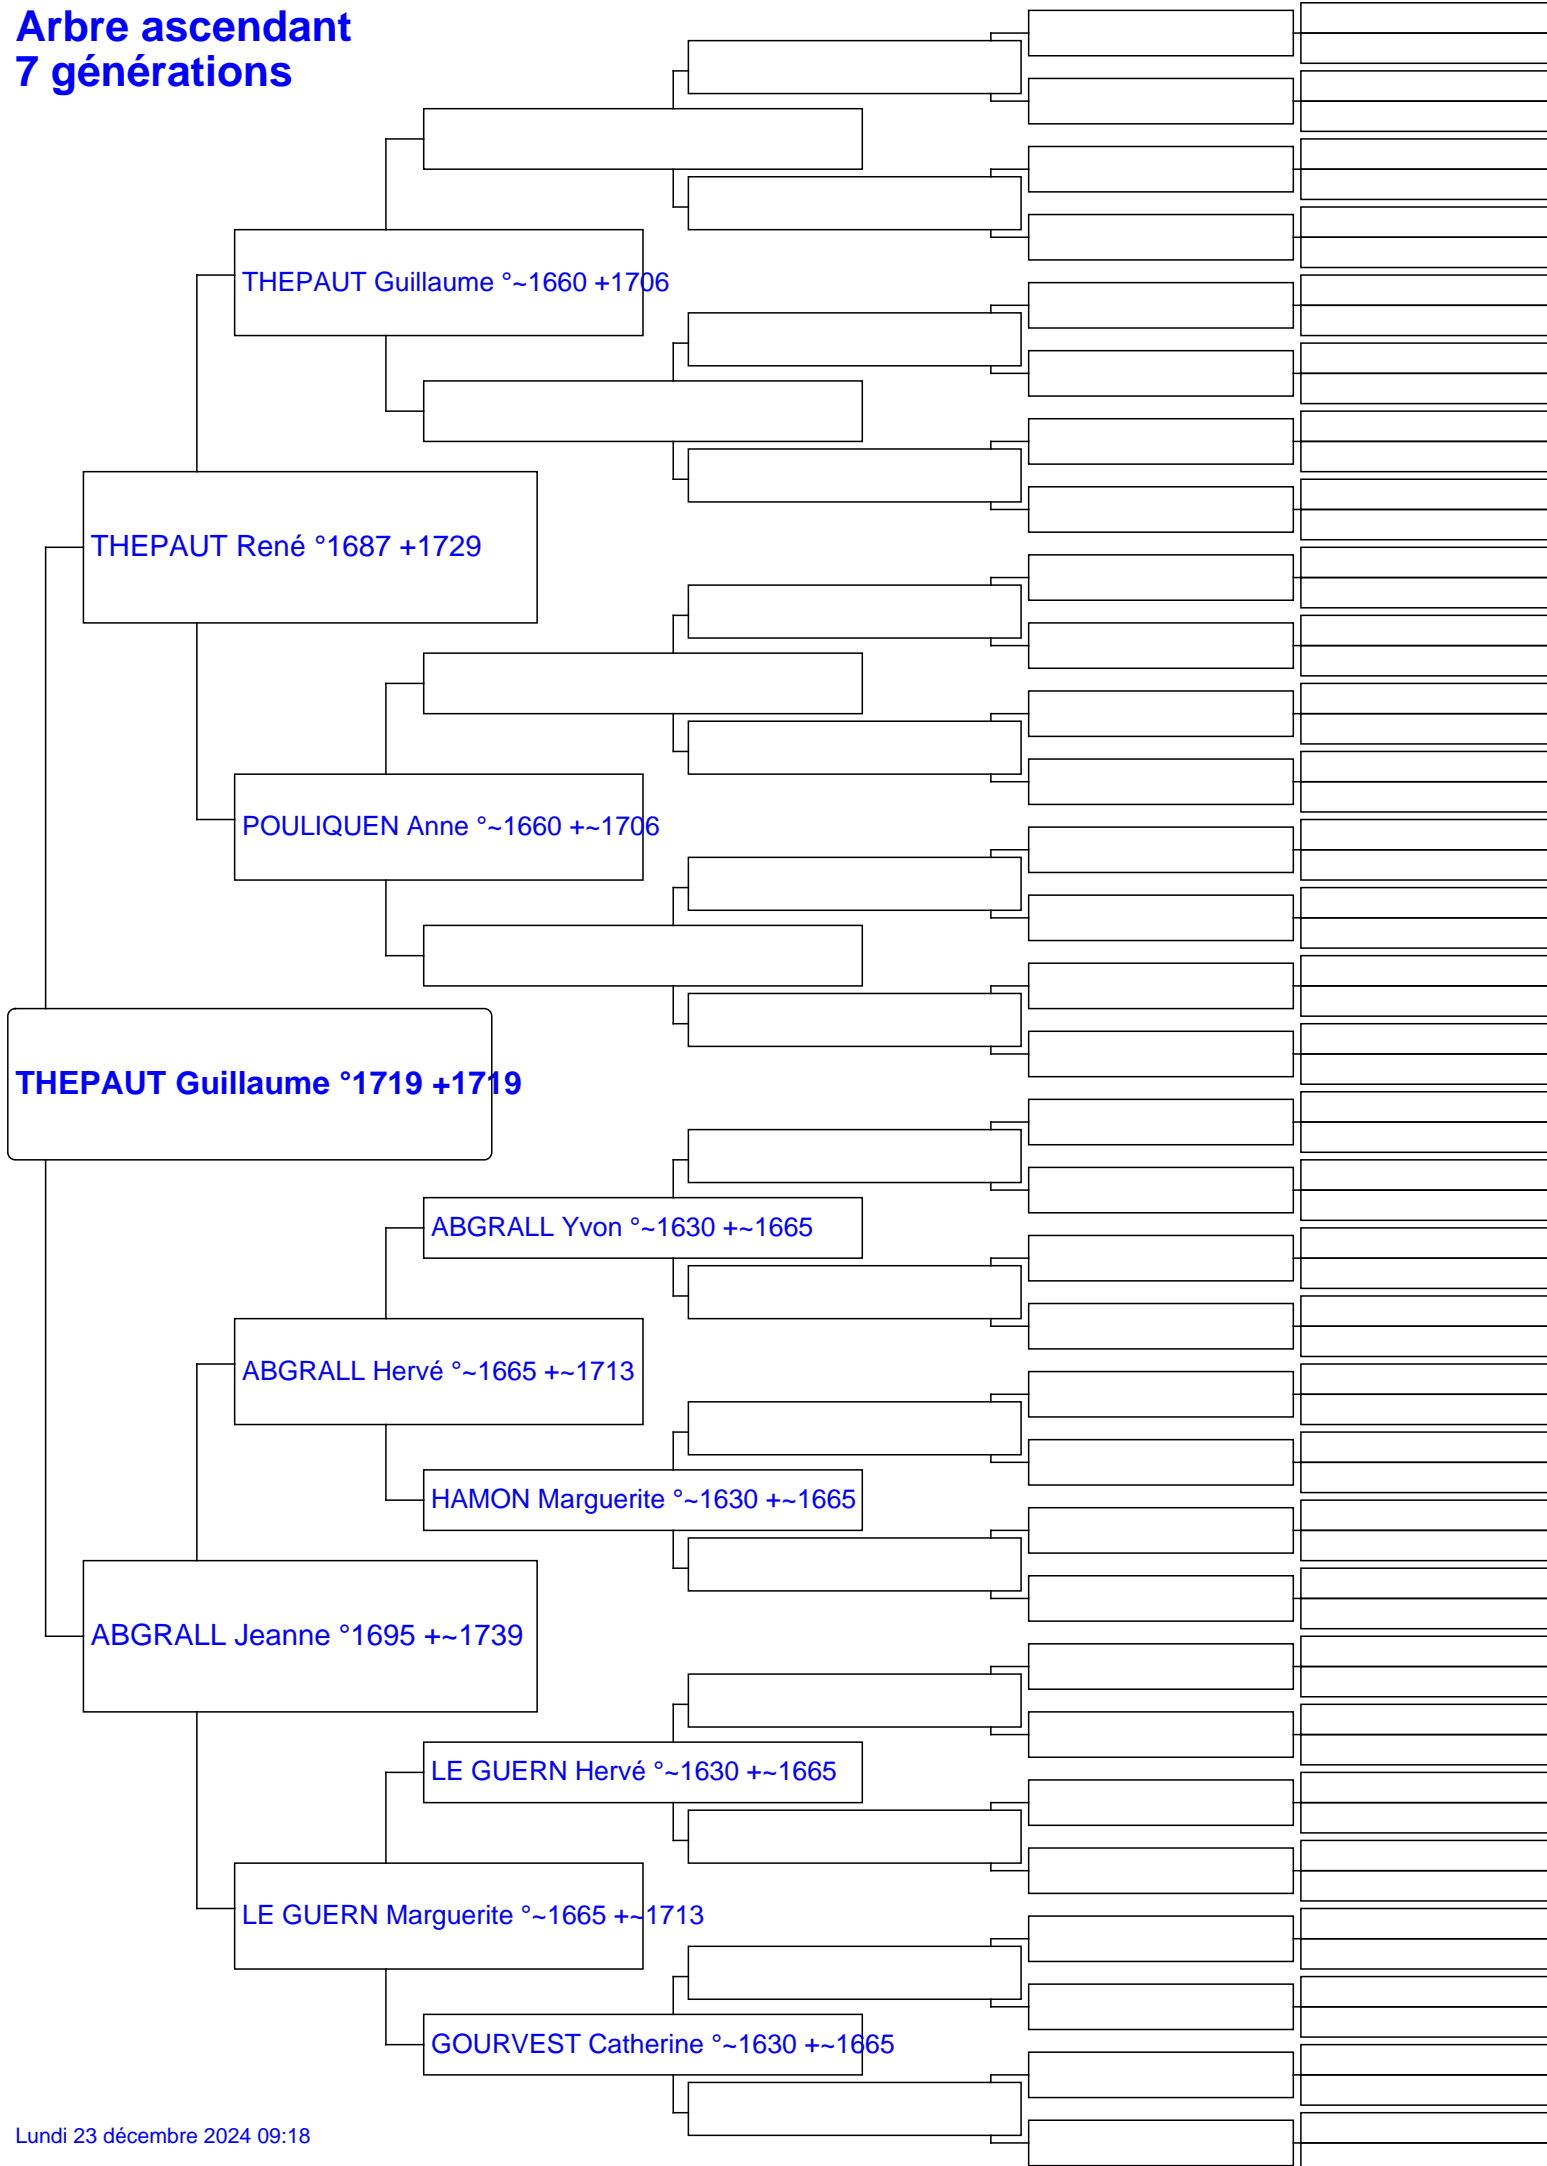 Arbre ascendant
7 générations
THEPAUT Guillaume °~1660 +1706
THEPAUT René °1687 +1729
POULIQUEN Anne °~1660 +~1706
THEPAUT Guillaume °1719 +1719
ABGRALL Yvon °~1630 +~1665
ABGRALL Hervé °~1665 +~1713
HAMON Marguerite °~1630 +~1665
ABGRALL Jeanne °1695 +~1739
LE GUERN Hervé °~1630 +~1665
LE GUERN Marguerite °~1665 +~1713
GOURVEST Catherine °~1630 +~1665
Lundi 23 décembre 2024 09:18